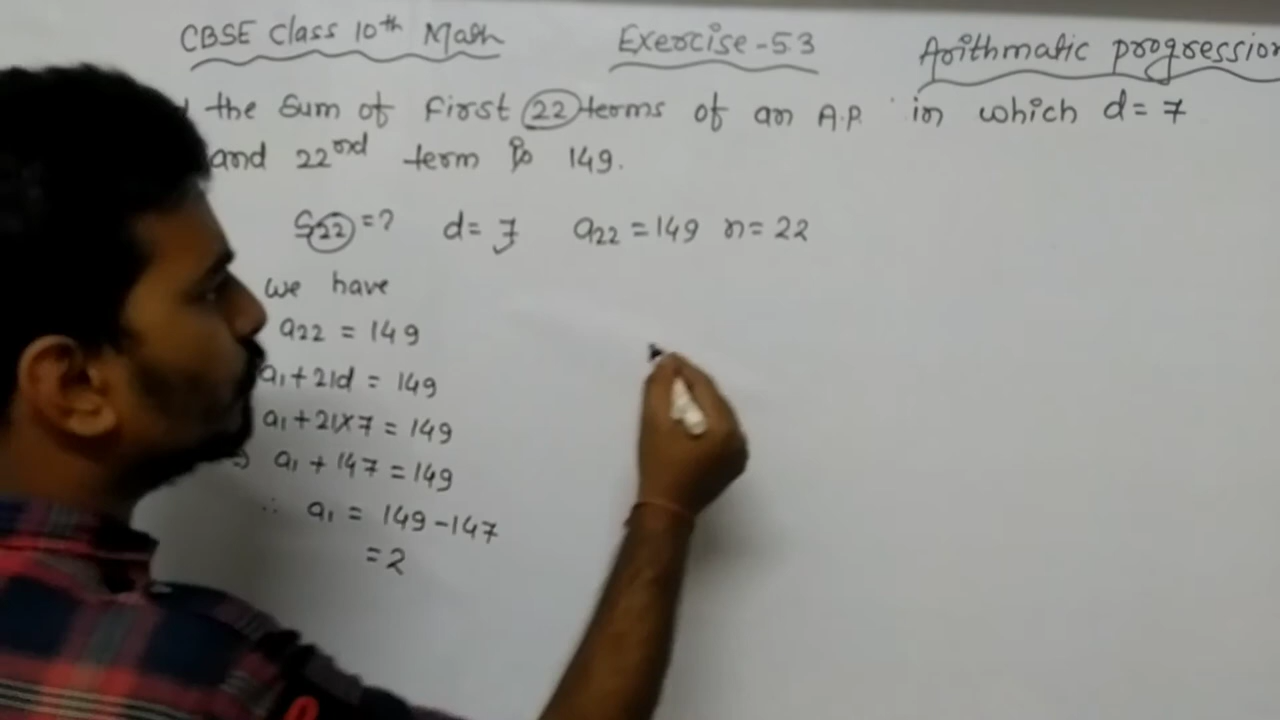 CBSE Class 10th Math Exercise-5.3 Arithmatic progression
the Sum of First 22 terms of an A.P. in which d= 7
and 22nd term is 149.
S22 =? d= 7 a22 =149 n= 22
we have
a22 = 149
a1+21d = 149
a1+21x7 = 149
a1 + 147 = 149
∴ a1 = 149-147
= 2